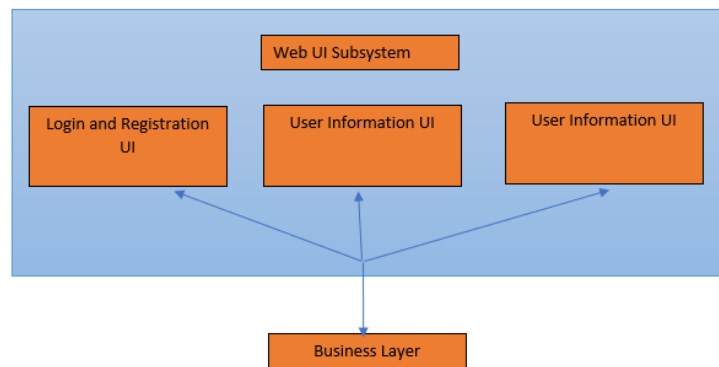 Web UI Subsystem
Login and Registration
UI
User Information UI
User Information UI
Business Layer